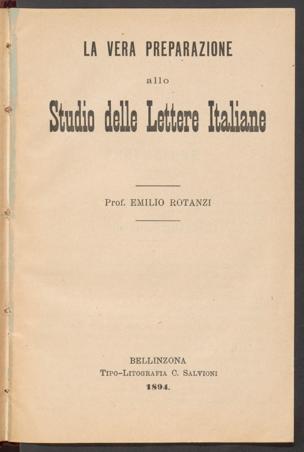 LA VERA PREPARAZIONE
allo
Studio delle Lettere Italiane
Prof. EMILIO ROTANZI
BELLINZONA
TIPO-LITOGRAFIA C. SALVIONI
1894.